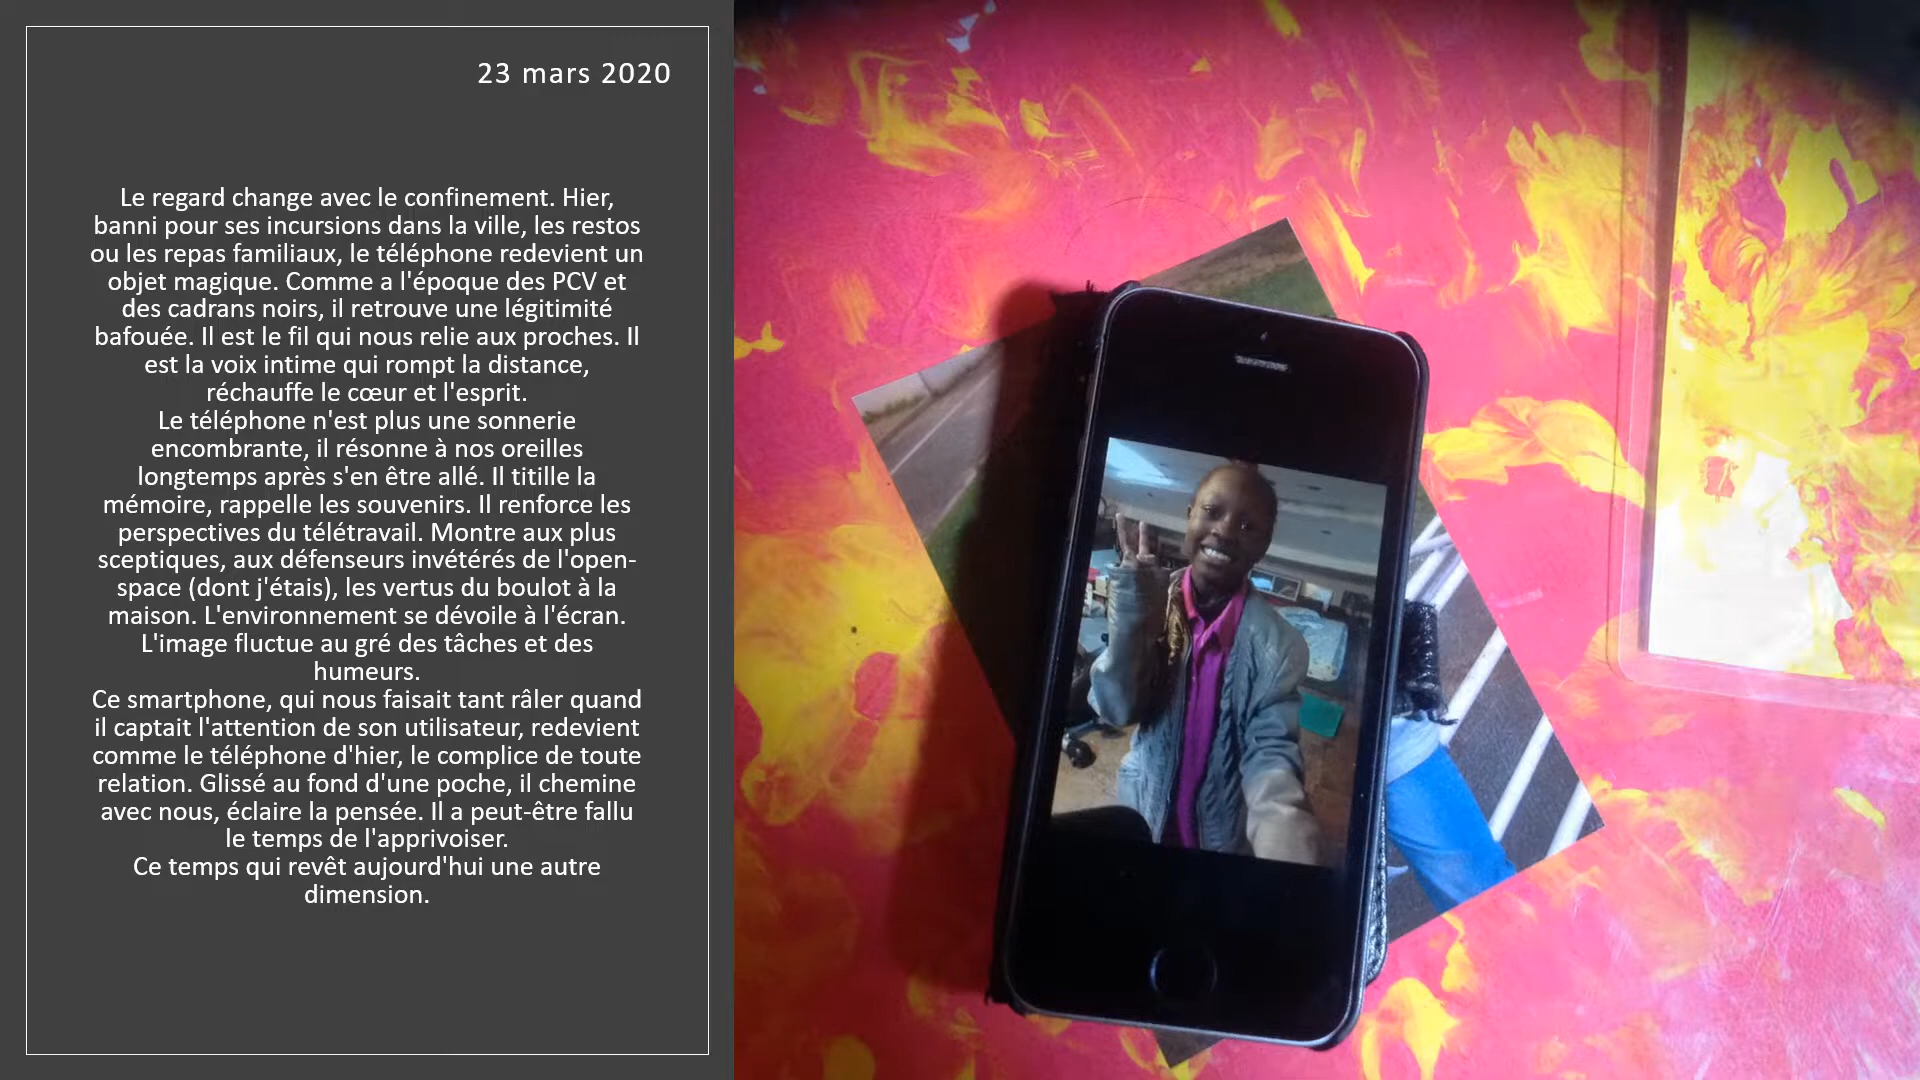 23 mars 2020
Le regard change avec le confinement. Hier,
banni pour ses incursions dans la ville, les restos
ou les repas familiaux, le téléphone redevient un
objet magique. Comme a l'époque des PCV et
des cadrans noirs, il retrouve une légitimité
bafouée. Il est le fil qui nous relie aux proches. Il
est la voix intime qui rompt la distance,
réchauffe le cœur et l'esprit.
Le téléphone n'est plus une sonnerie
encombrante, il résonne à nos oreilles
longtemps après s'en être allé. Il titille la
mémoire, rappelle les souvenirs. Il renforce les
perspectives du télétravail. Montre aux plus
sceptiques, aux défenseurs invétérés de l'open-
space (dont j'étais), les vertus du boulot à la
maison. L'environnement se dévoile à l'écran.
L'image fluctue au gré des tâches et des
humeurs.
Ce smartphone, qui nous faisait tant râler quand
il captait l'attention de son utilisateur, redevient
comme le téléphone d'hier, le complice de toute
relation. Glissé au fond d'une poche, il chemine
avec nous, éclaire la pensée. Il a peut-être fallu
le temps de l'apprivoiser.
Ce temps qui revêt aujourd'hui une autre
dimension.